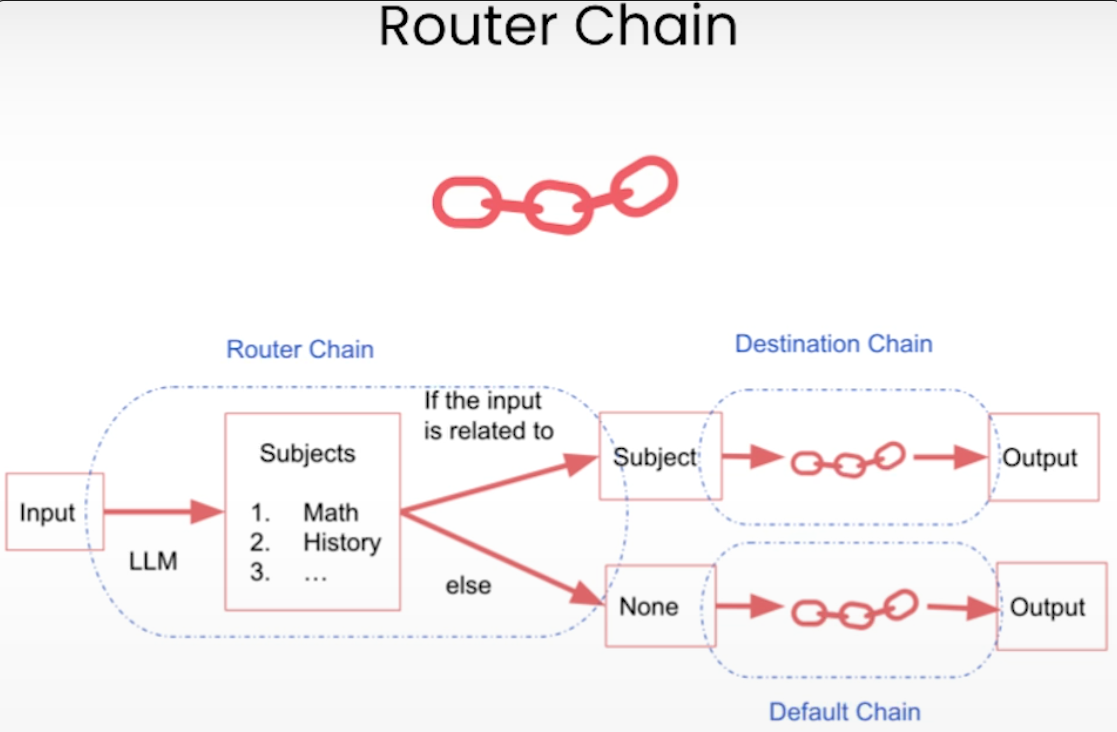 Router Chain
Router Chain
Destination Chain
If the input
is related to
Subjects
1. Math
2. History
3. ...
Input
LLM
else
Subject
Output
None
Output
Default Chain